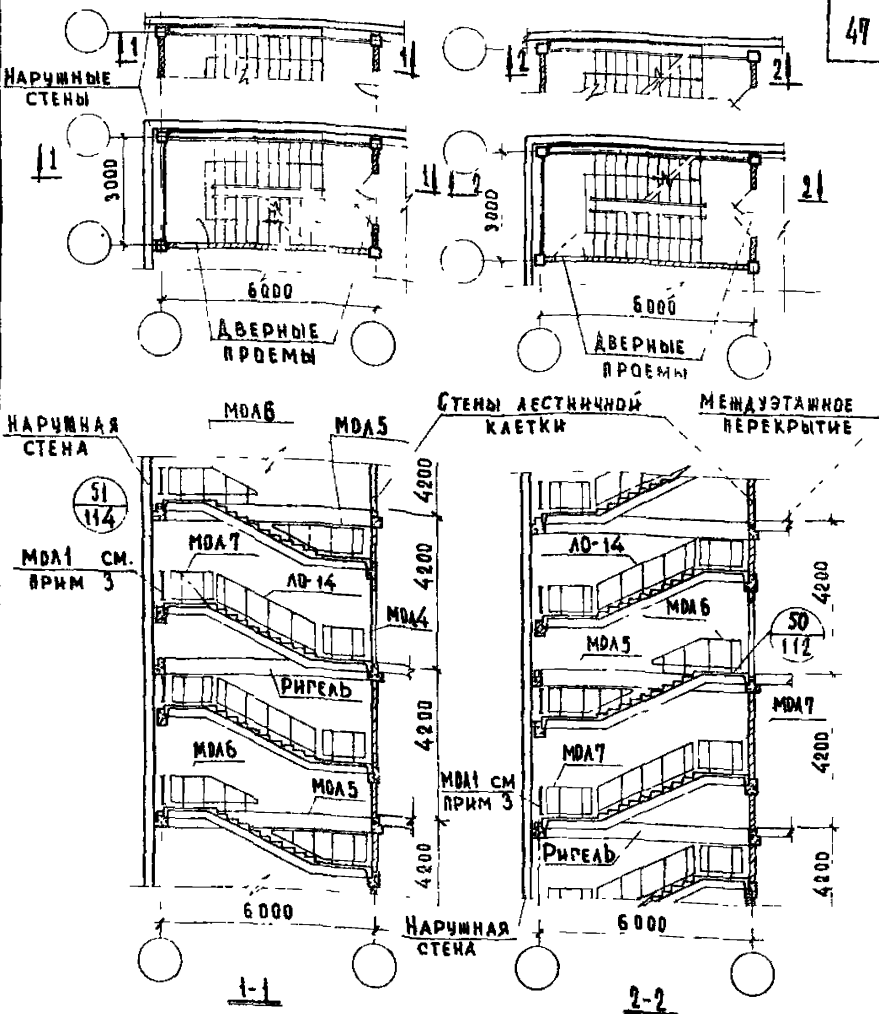 47
1
1
2
2
НАРУЖНЫЕ
СТЕНЫ
1
1
2
2
3000
3000
6000
6000
ДВЕРНЫЕ
ПРОЕМЫ
ДВЕРНЫЕ
ПРОЕМЫ
НАРУЖНАЯ
СТЕНА
МОЛ6
МОЛ5
СТЕНЫ ЛЕСТНИЧНОЙ
КЛЕТКИ
МЕЖДУЭТАЖНОЕ
ПЕРЕКРЫТИЕ
51
114
4200
МОЛ7
ЛО-14
МОЛ1 СМ.
ПРИМ 3
4200
МОЛ4
ЛО-14
4200
МОЛ6
50
112
МОЛ5
РИГЕЛЬ
4200
МОЛ7
4200
МОЛ6
МОЛ5
МОЛ7
МОЛ1 СМ
ПРИМ 3
РИГЕЛЬ
4200
4200
6000
НАРУЖНАЯ
СТЕНА
6000
1-1
2-2